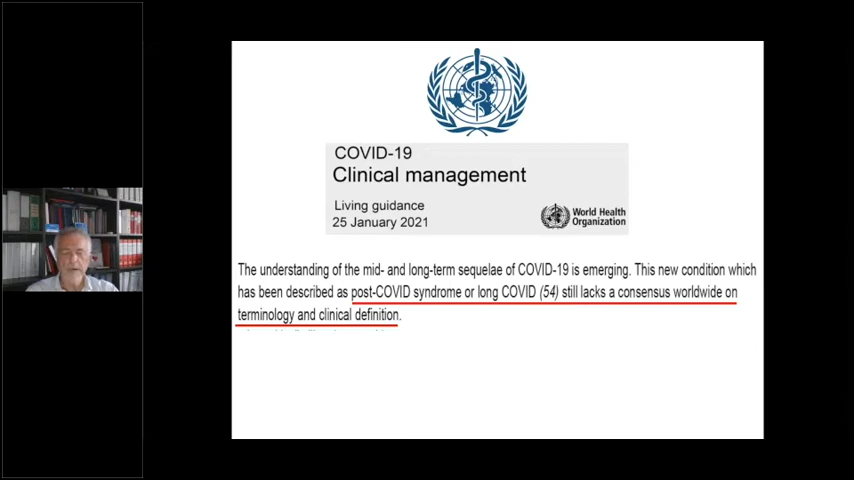 COVID-19
Clinical management
Living guidance
25 January 2021
World Health
Organization
The understanding of the mid- and long-term sequelae of COVID-19 is emerging. This new condition which
has been described as post-COVID syndrome or long COVID (54) still lacks a consensus worldwide on
terminology and clinical definition.